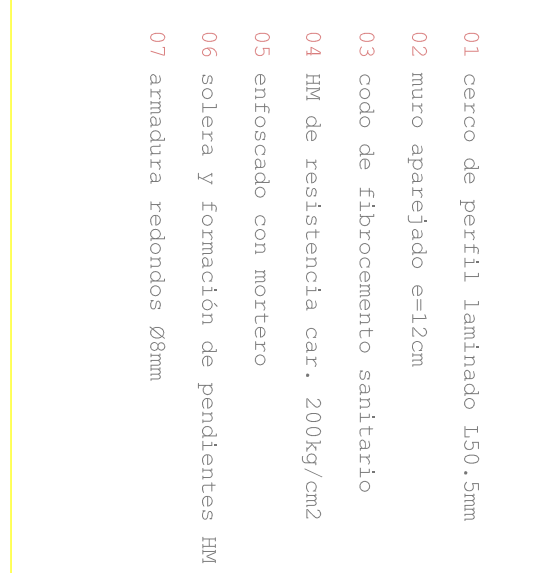 01 cerco de perfil laminado L50.5mm
02 muro aparejado e=12cm
03 codo de fibrocemento sanitario
04 HM de resistencia car. 200kg/cm2
05 enfoscado con mortero
06 solera y formación de pendientes HM
07 armadura redondos Ø8mm